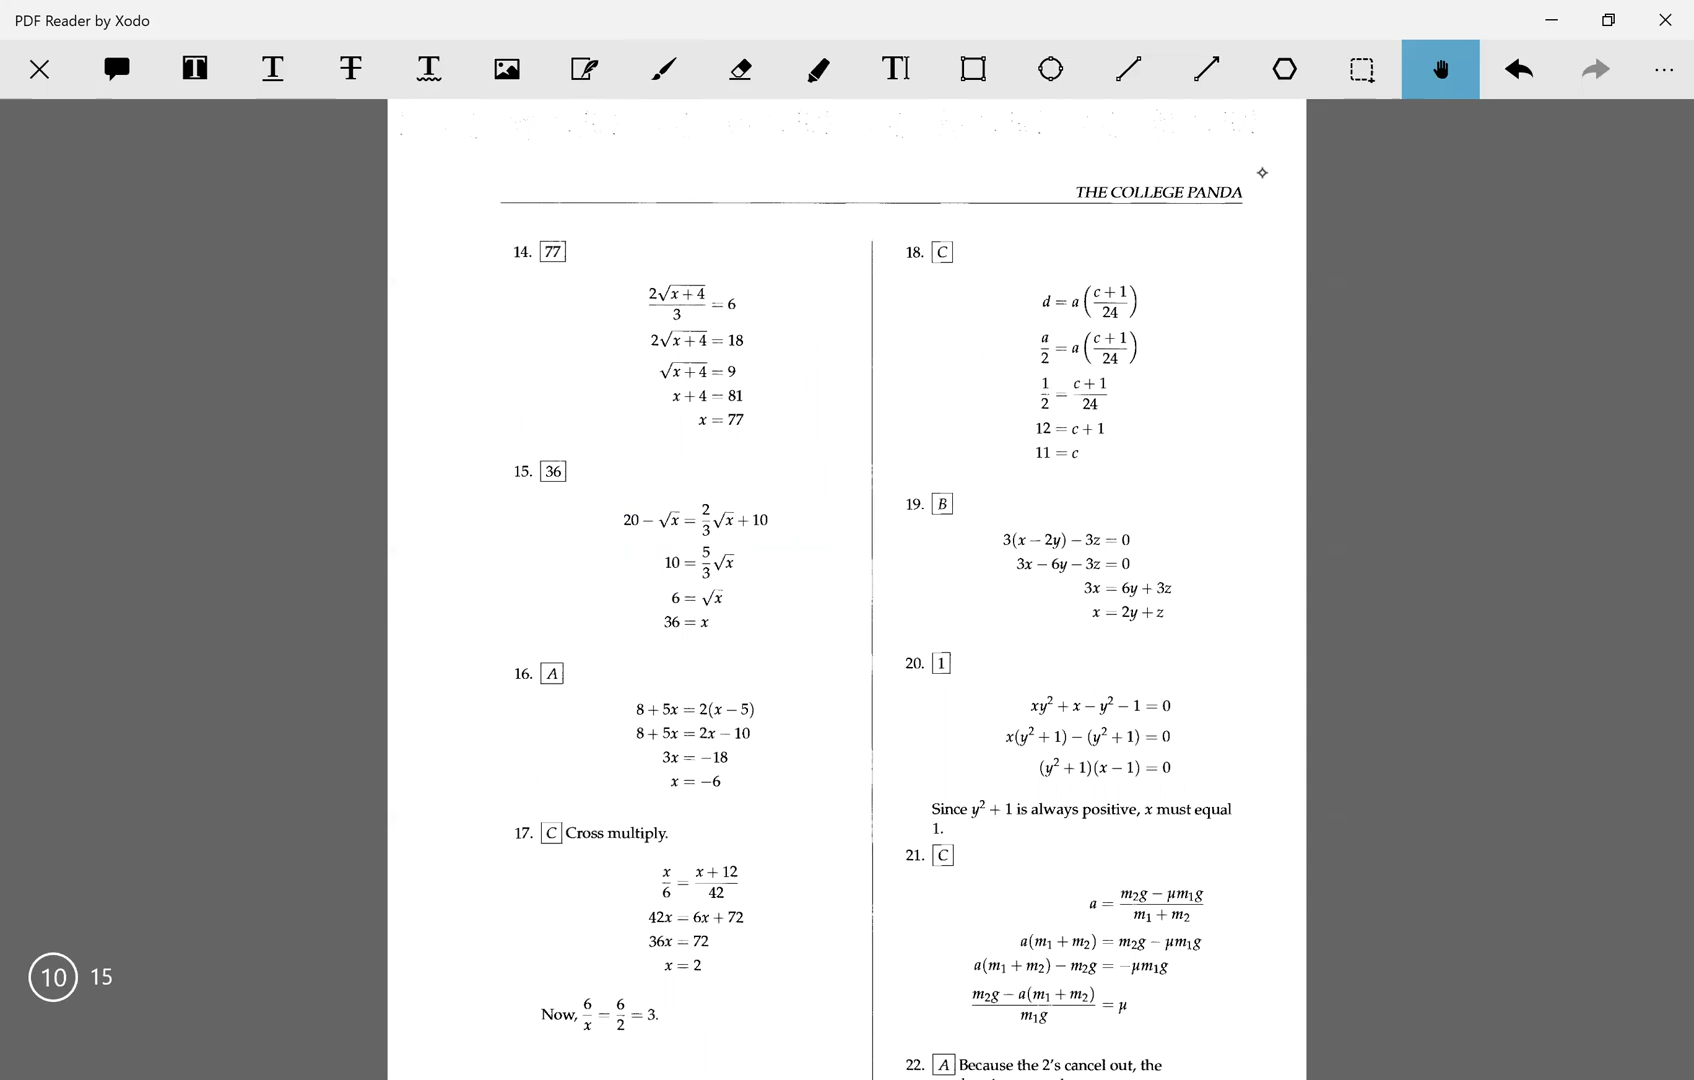 PDF Reader by Xodo
THE COLLEGE PANDA
14. 77
2√(x + 4) / 3 = 6
2√(x + 4) = 18
√(x + 4) = 9
x + 4 = 81
x = 77
15. 36
20 − √x = 2/3 √x + 10
10 = 5/3 √x
6 = √x
36 = x
16. A
8 + 5x = 2(x − 5)
8 + 5x = 2x − 10
3x = −18
x = −6
17. C Cross multiply.
x/6 = (x + 12)/42
42x = 6x + 72
36x = 72
x = 2
Now, 6/x = 6/2 = 3.
18. C
d = a((c + 1)/24)
a/2 = a((c + 1)/24)
1/2 = (c + 1)/24
12 = c + 1
11 = c
19. B
3(x − 2y) − 3z = 0
3x − 6y − 3z = 0
3x = 6y + 3z
x = 2y + z
20. 1
xy² + x − y² − 1 = 0
x(y² + 1) − (y² + 1) = 0
(y² + 1)(x − 1) = 0
Since y² + 1 is always positive, x must equal
1.
21. C
a = (m₂g − μm₁g)/(m₁ + m₂)
a(m₁ + m₂) = m₂g − μm₁g
a(m₁ + m₂) − m₂g = −μm₁g
(m₂g − a(m₁ + m₂))/(m₁g) = μ
22. A Because the 2's cancel out, the
10 15